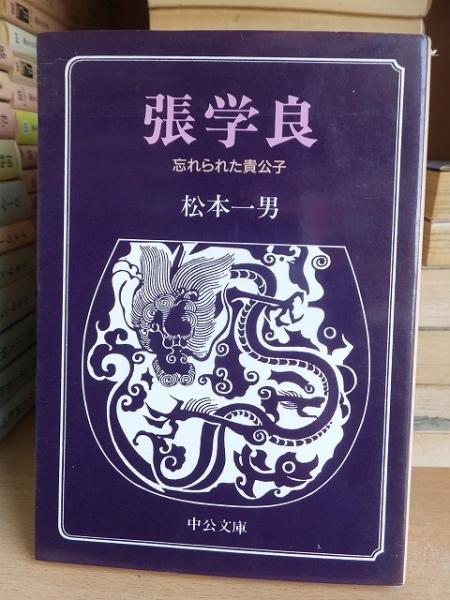 張学良
忘れられた貴公子
松本一男
中公文庫